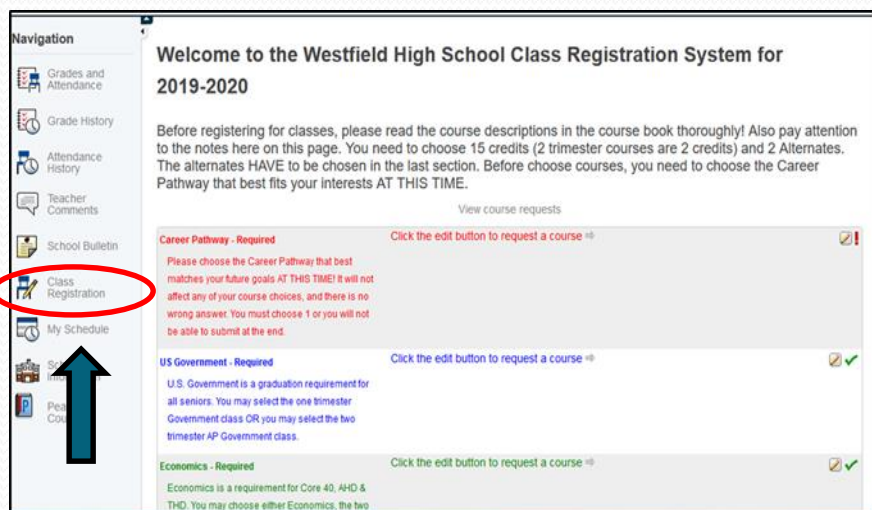 Navigation
Grades and
Attendance
Grade History
Attendance
History
Teacher
Comments
School Bulletin
Class
Registration
My Schedule
Welcome to the Westfield High School Class Registration System for
2019-2020
Before registering for classes, please read the course descriptions in the course book thoroughly! Also pay attention
to the notes here on this page. You need to choose 15 credits (2 trimester courses are 2 credits) and 2 Alternates.
The alternates HAVE to be chosen in the last section. Before choose courses, you need to choose the Career
Pathway that best fits your interests AT THIS TIME.
View course requests
Career Pathway - Required
Click the edit button to request a course
Please choose the Career Pathway that best
matches your future goals AT THIS TIME! It will not
affect any of your course choices, and there is no
wrong answer. You must choose 1 or you will not
be able to submit at the end.
US Government - Required
Click the edit button to request a course
U.S. Government is a graduation requirement for
all seniors. You may select the one trimester
Government class OR you may select the two
trimester AP Government class.
Economics - Required
Click the edit button to request a course
Economics is a requirement for Core 40, AHD &
THD. You may choose either Economics, the two